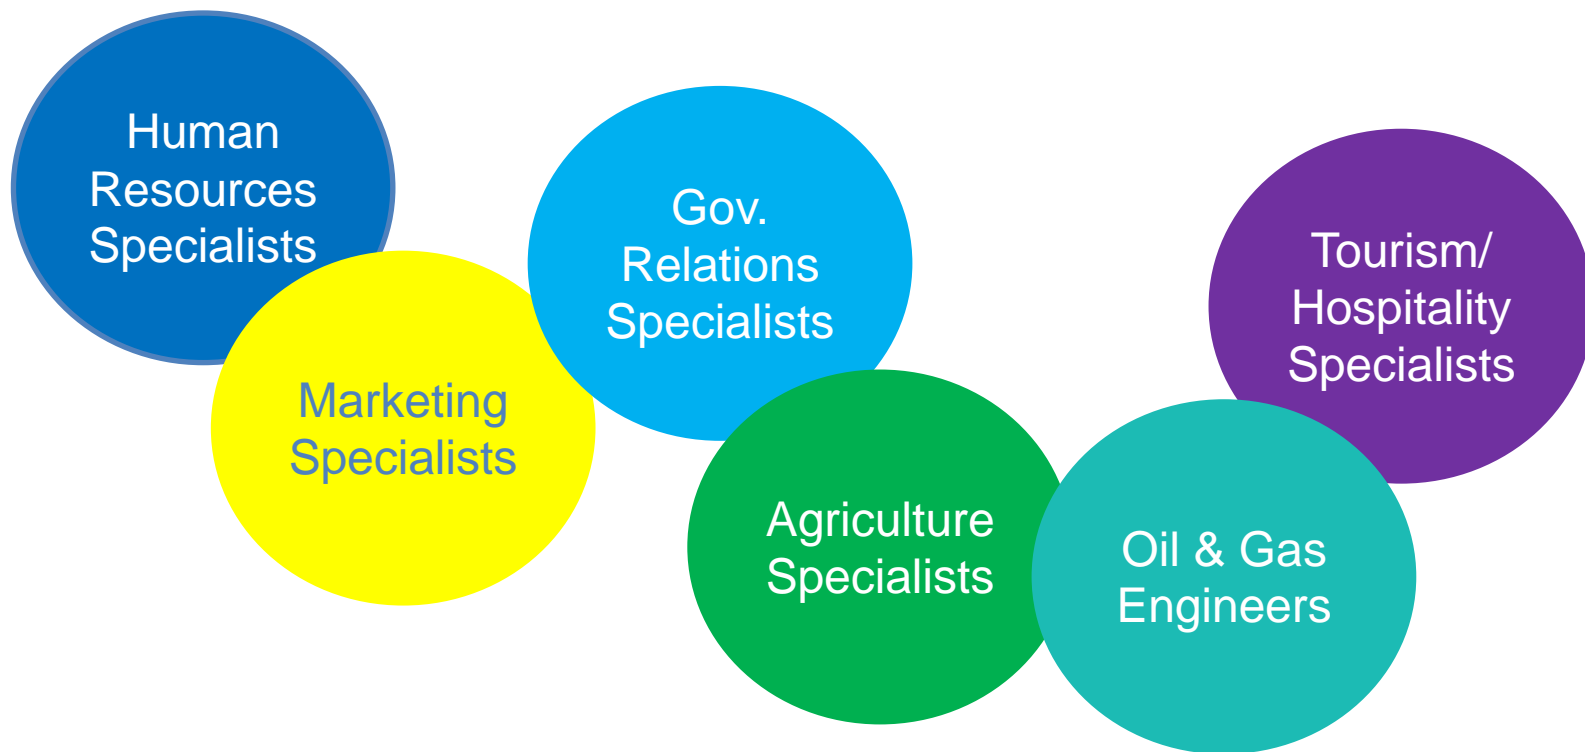 Human
Resources
Specialists
Marketing
Specialists
Gov.
Relations
Specialists
Agriculture
Specialists
Oil & Gas
Engineers
Tourism/
Hospitality
Specialists